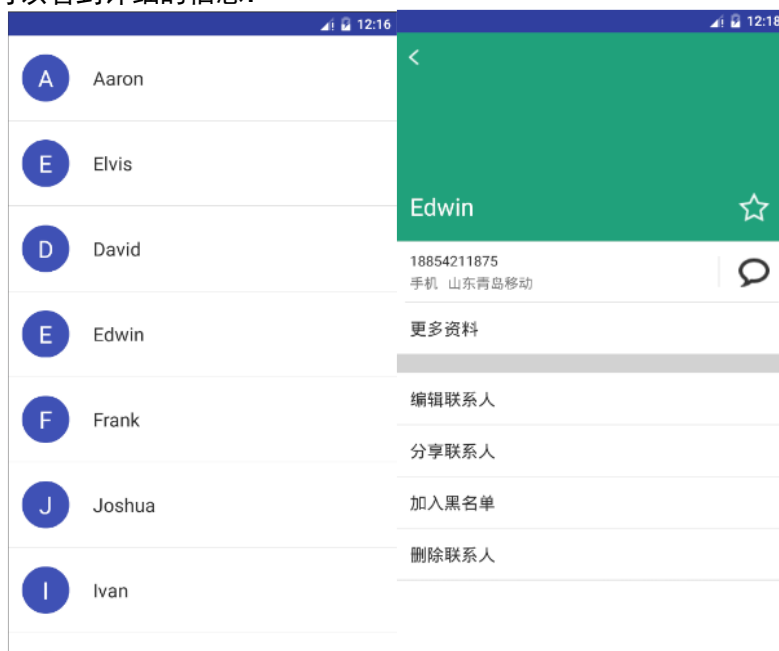 12:16
A Aaron
E Elvis
D David
E Edwin
F Frank
J Joshua
I Ivan
12:18
Edwin
18854211875
手机 山东青岛移动
更多资料
编辑联系人
分享联系人
加入黑名单
删除联系人